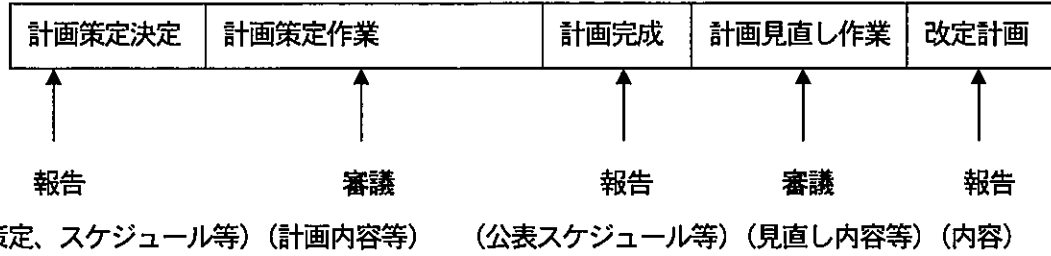 計画策定決定 計画策定作業 計画完成 計画見直し作業 改定計画
報告 審議 報告 審議 報告
定、スケジュール等）（計画内容等） （公表スケジュール等）（見直し内容等）（内容）